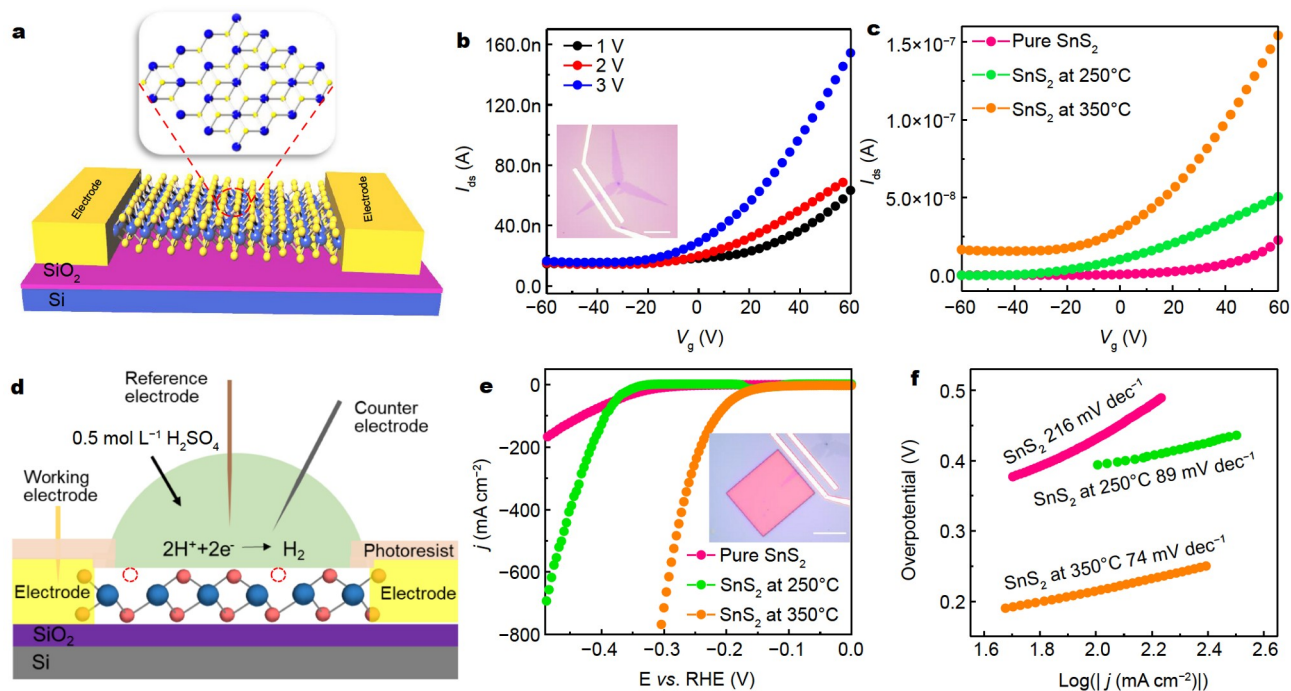 a
Electrode
Electrode
SiO₂
Si
b
1 V
2 V
3 V
160.0n
120.0n
80.0n
40.0n
0.0
I_ds (A)
−60 −40 −20 0 20 40 60
V_g (V)
c
Pure SnS₂
SnS₂ at 250°C
SnS₂ at 350°C
1.5×10⁻⁷
1.0×10⁻⁷
5.0×10⁻⁸
0.0
I_ds (A)
−60 −40 −20 0 20 40 60
V_g (V)
d
Reference
electrode
Counter
electrode
0.5 mol L⁻¹ H₂SO₄
Working
electrode
2H⁺+2e⁻ → H₂
Photoresist
Electrode
Electrode
SiO₂
Si
e
0
−200
−400
−600
−800
j (mA cm⁻²)
Pure SnS₂
SnS₂ at 250°C
SnS₂ at 350°C
−0.4 −0.3 −0.2 −0.1 0.0
E vs. RHE (V)
f
0.5
0.4
0.3
0.2
Overpotential (V)
SnS₂ 216 mV dec⁻¹
SnS₂ at 250°C 89 mV dec⁻¹
SnS₂ at 350°C 74 mV dec⁻¹
1.6 1.8 2.0 2.2 2.4 2.6
Log(| j (mA cm⁻²)|)